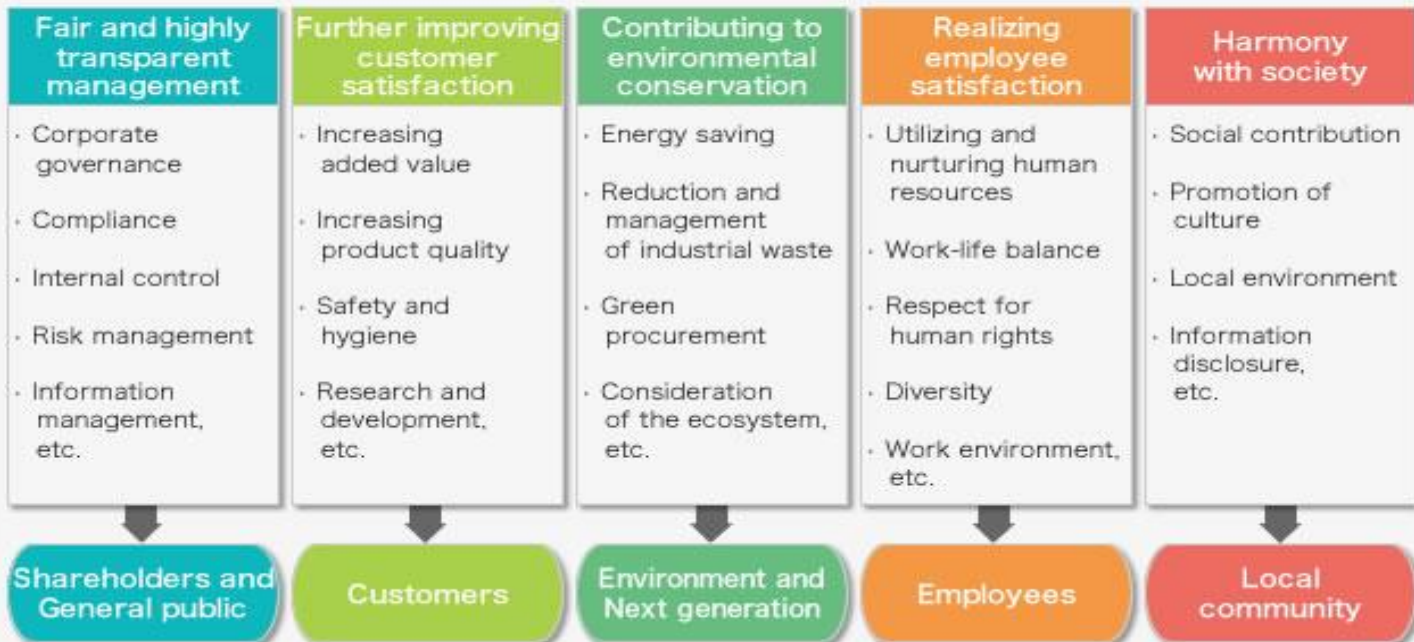 Fair and highly
transparent
management
· Corporate
governance
· Compliance
· Internal control
· Risk management
· Information
management,
etc.
Shareholders and
General public
Further improving
customer
satisfaction
· Increasing
added value
· Increasing
product quality
· Safety and
hygiene
· Research and
development,
etc.
Customers
Contributing to
environmental
conservation
· Energy saving
· Reduction and
management
of industrial waste
· Green
procurement
· Consideration
of the ecosystem,
etc.
Environment and
Next generation
Realizing
employee
satisfaction
· Utilizing and
nurturing human
resources
· Work-life balance
· Respect for
human rights
· Diversity
· Work environment,
etc.
Employees
Harmony
with society
· Social contribution
· Promotion of
culture
· Local environment
· Information
disclosure,
etc.
Local
community